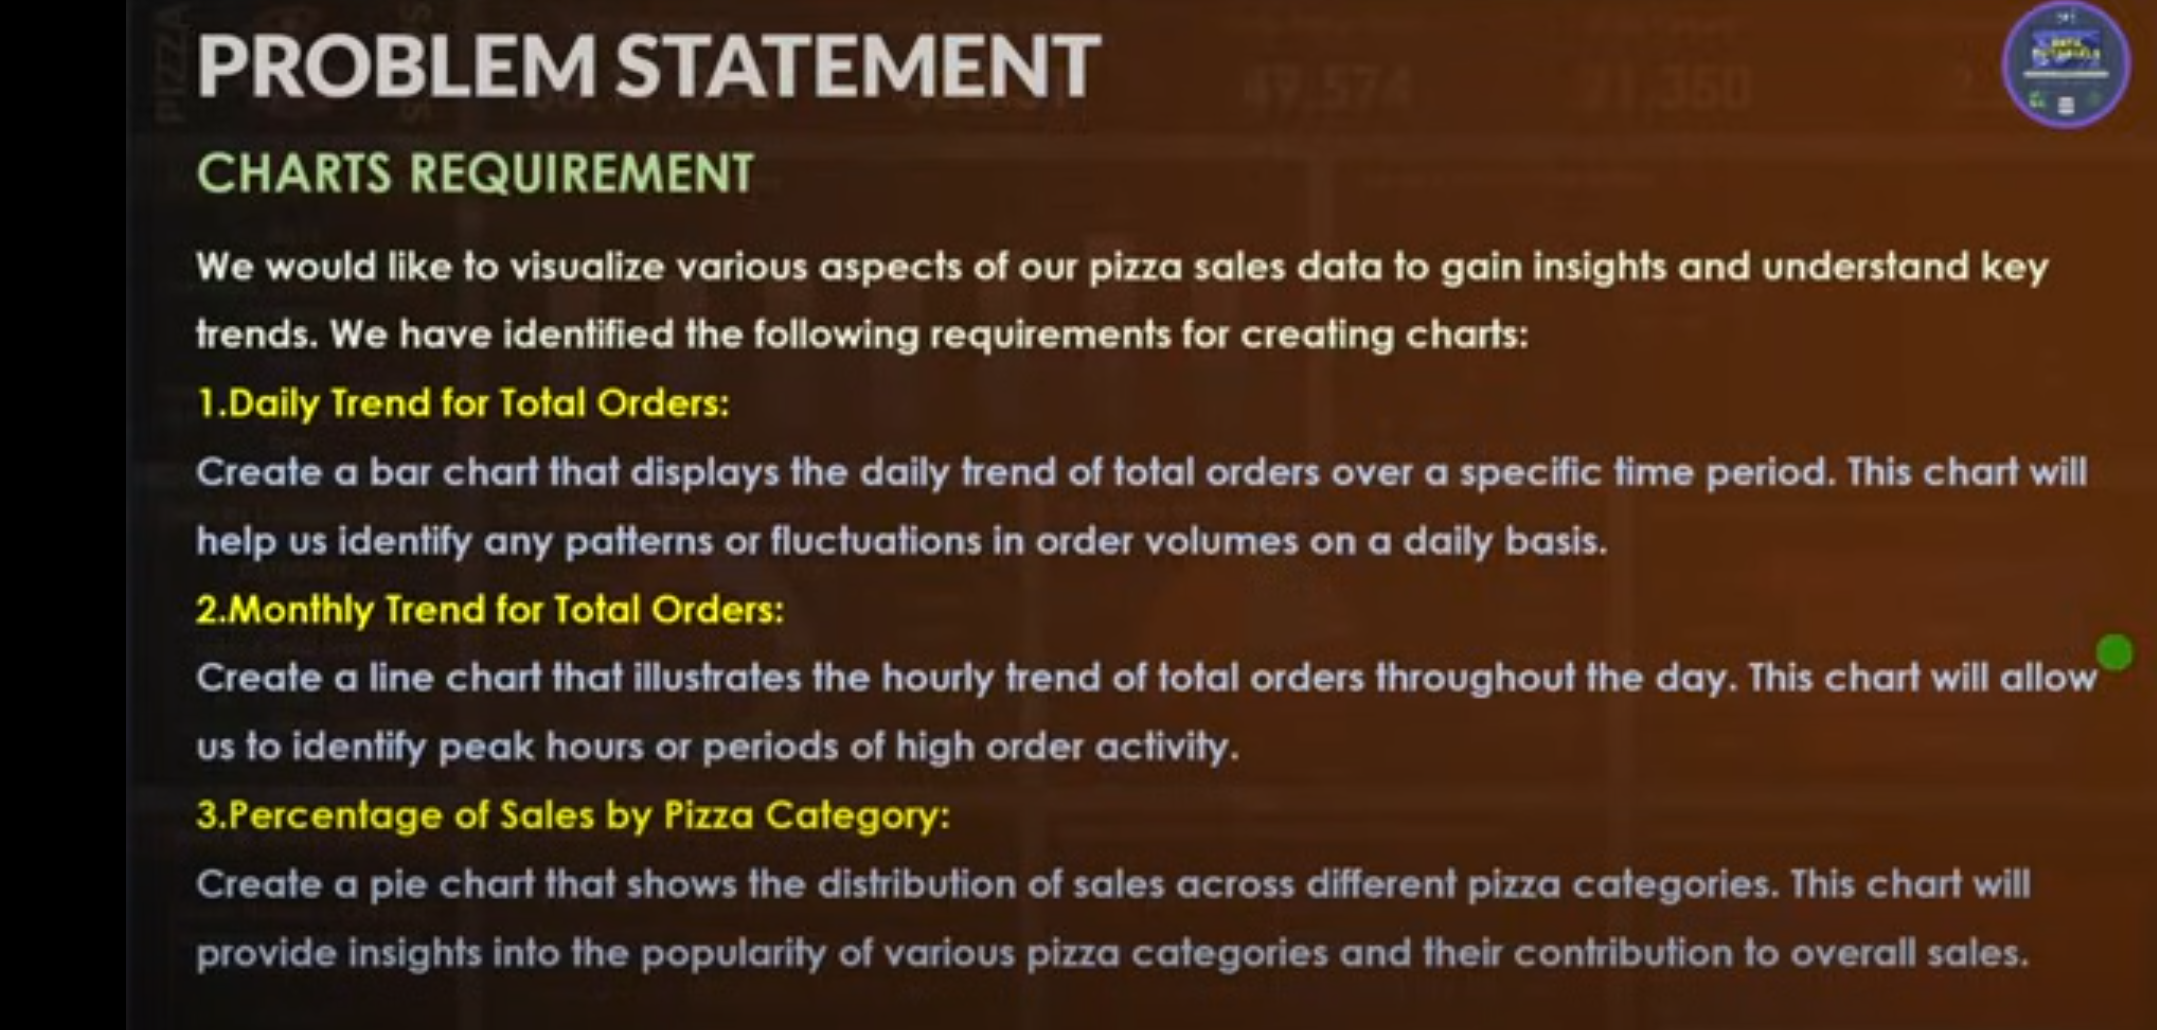 PROBLEM STATEMENT
CHARTS REQUIREMENT
We would like to visualize various aspects of our pizza sales data to gain insights and understand key
trends. We have identified the following requirements for creating charts:
1.Daily Trend for Total Orders:
Create a bar chart that displays the daily trend of total orders over a specific time period. This chart will
help us identify any patterns or fluctuations in order volumes on a daily basis.
2.Monthly Trend for Total Orders:
Create a line chart that illustrates the hourly trend of total orders throughout the day. This chart will allow
us to identify peak hours or periods of high order activity.
3.Percentage of Sales by Pizza Category:
Create a pie chart that shows the distribution of sales across different pizza categories. This chart will
provide insights into the popularity of various pizza categories and their contribution to overall sales.